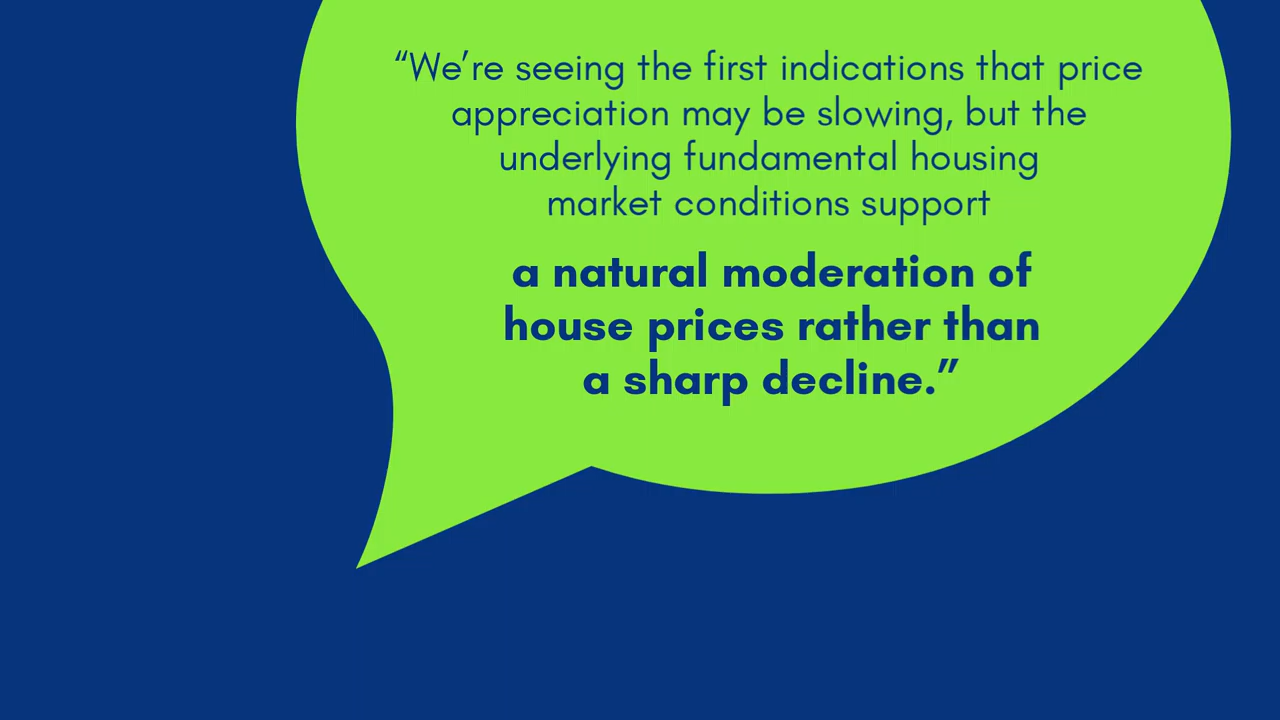 “We’re seeing the first indications that price
appreciation may be slowing, but the
underlying fundamental housing
market conditions support
a natural moderation of
house prices rather than
a sharp decline.”